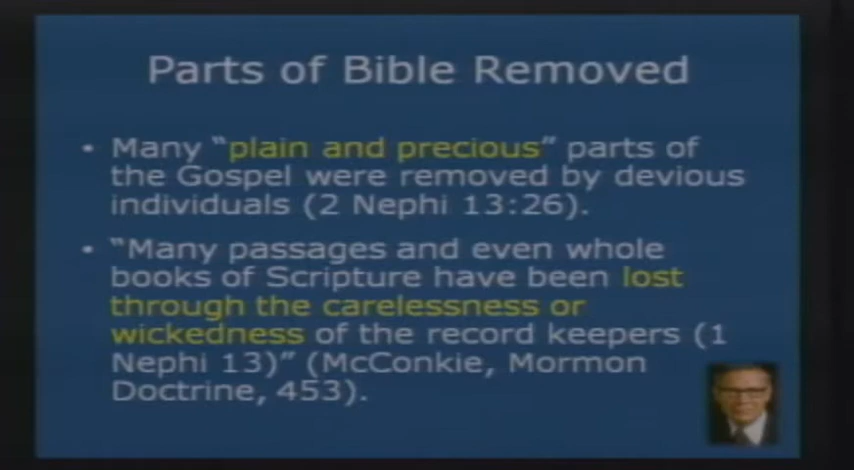 Parts of Bible Removed
• Many “plain and precious” parts of
the Gospel were removed by devious
individuals (2 Nephi 13:26).
• “Many passages and even whole
books of Scripture have been lost
through the carelessness or
wickedness of the record keepers (1
Nephi 13)” (McConkie, Mormon
Doctrine, 453).